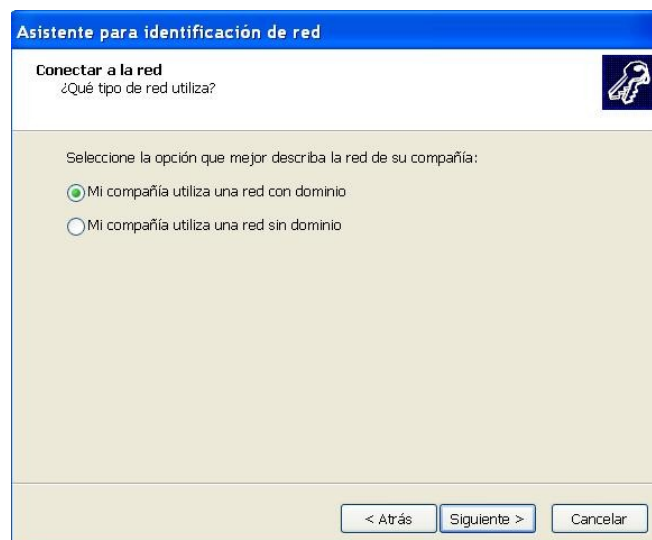 Asistente para identificación de red
Conectar a la red
¿Qué tipo de red utiliza?
Seleccione la opción que mejor describa la red de su compañía:
Mi compañía utiliza una red con dominio
Mi compañía utiliza una red sin dominio
< Atrás
Siguiente >
Cancelar